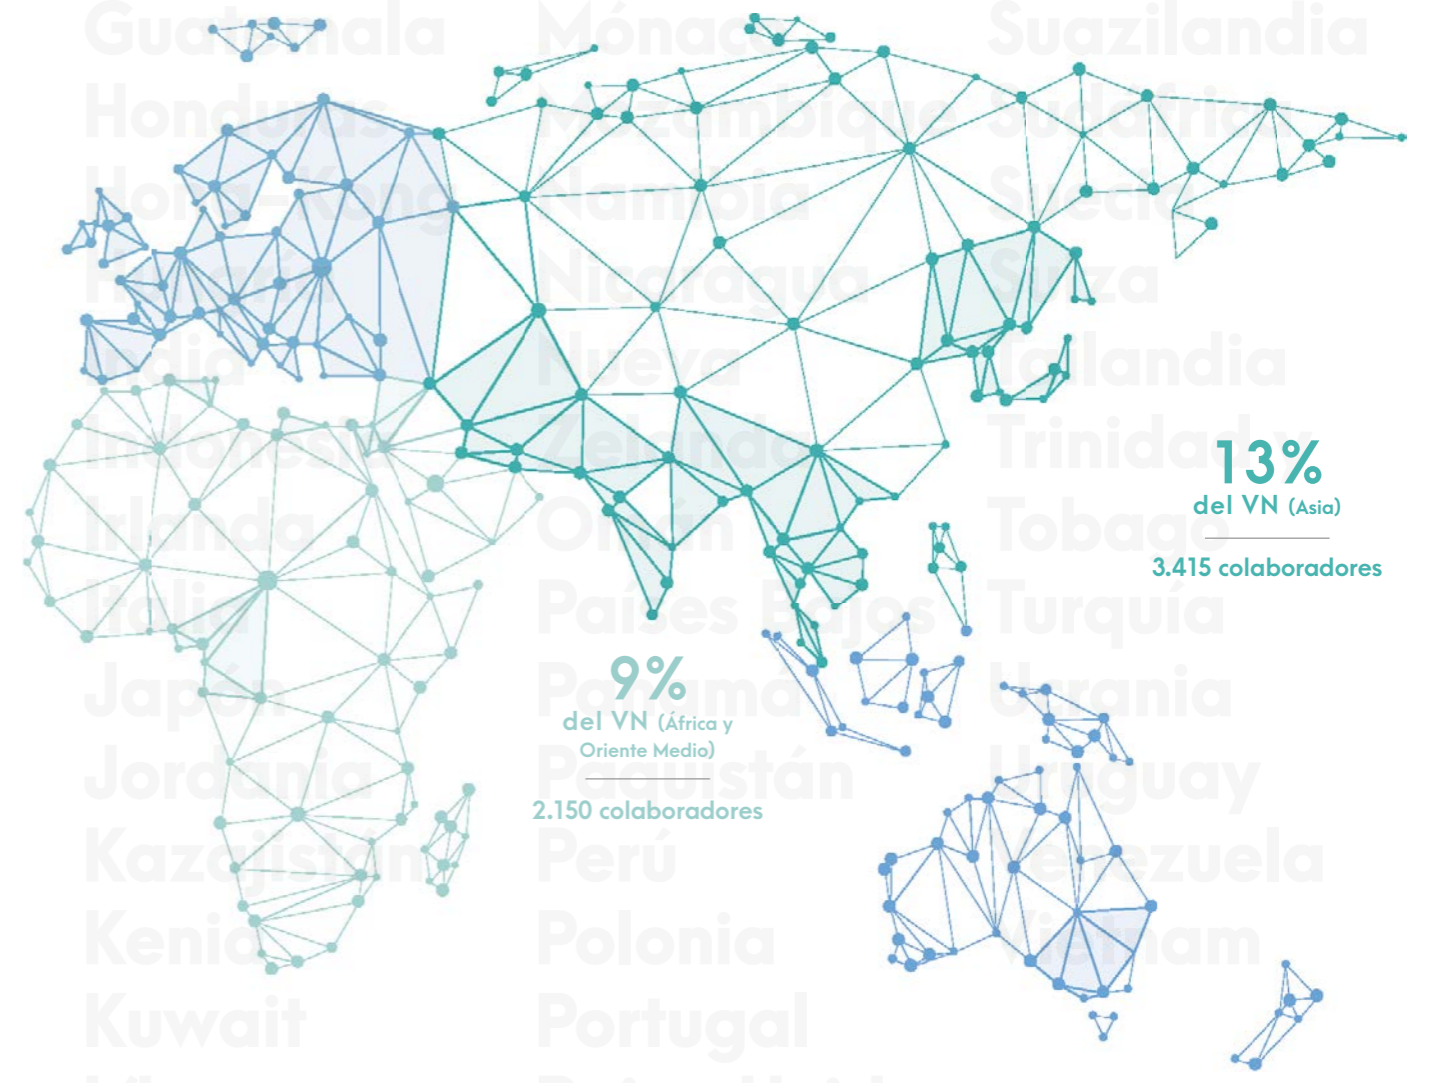 Guatemala
Honduras
Hong-Kong
India
Indonesia
Irlanda
Italia
Japón
Jordania
Kazajistán
Kenia
Kuwait
Mónaco
Mozambique
Namibia
Nicaragua
Nueva
Zelanda
Omán
Países Bajos
Panamá
Paquistán
Perú
Polonia
Portugal
Suazilandia
Sudáfrica
Suecia
Suiza
Tailandia
Trinidad y
Tobago
Turquía
Ucrania
Uruguay
Venezuela
Vietnam
13%
del VN (Asia)
3.415 colaboradores
9%
del VN (África y
Oriente Medio)
2.150 colaboradores